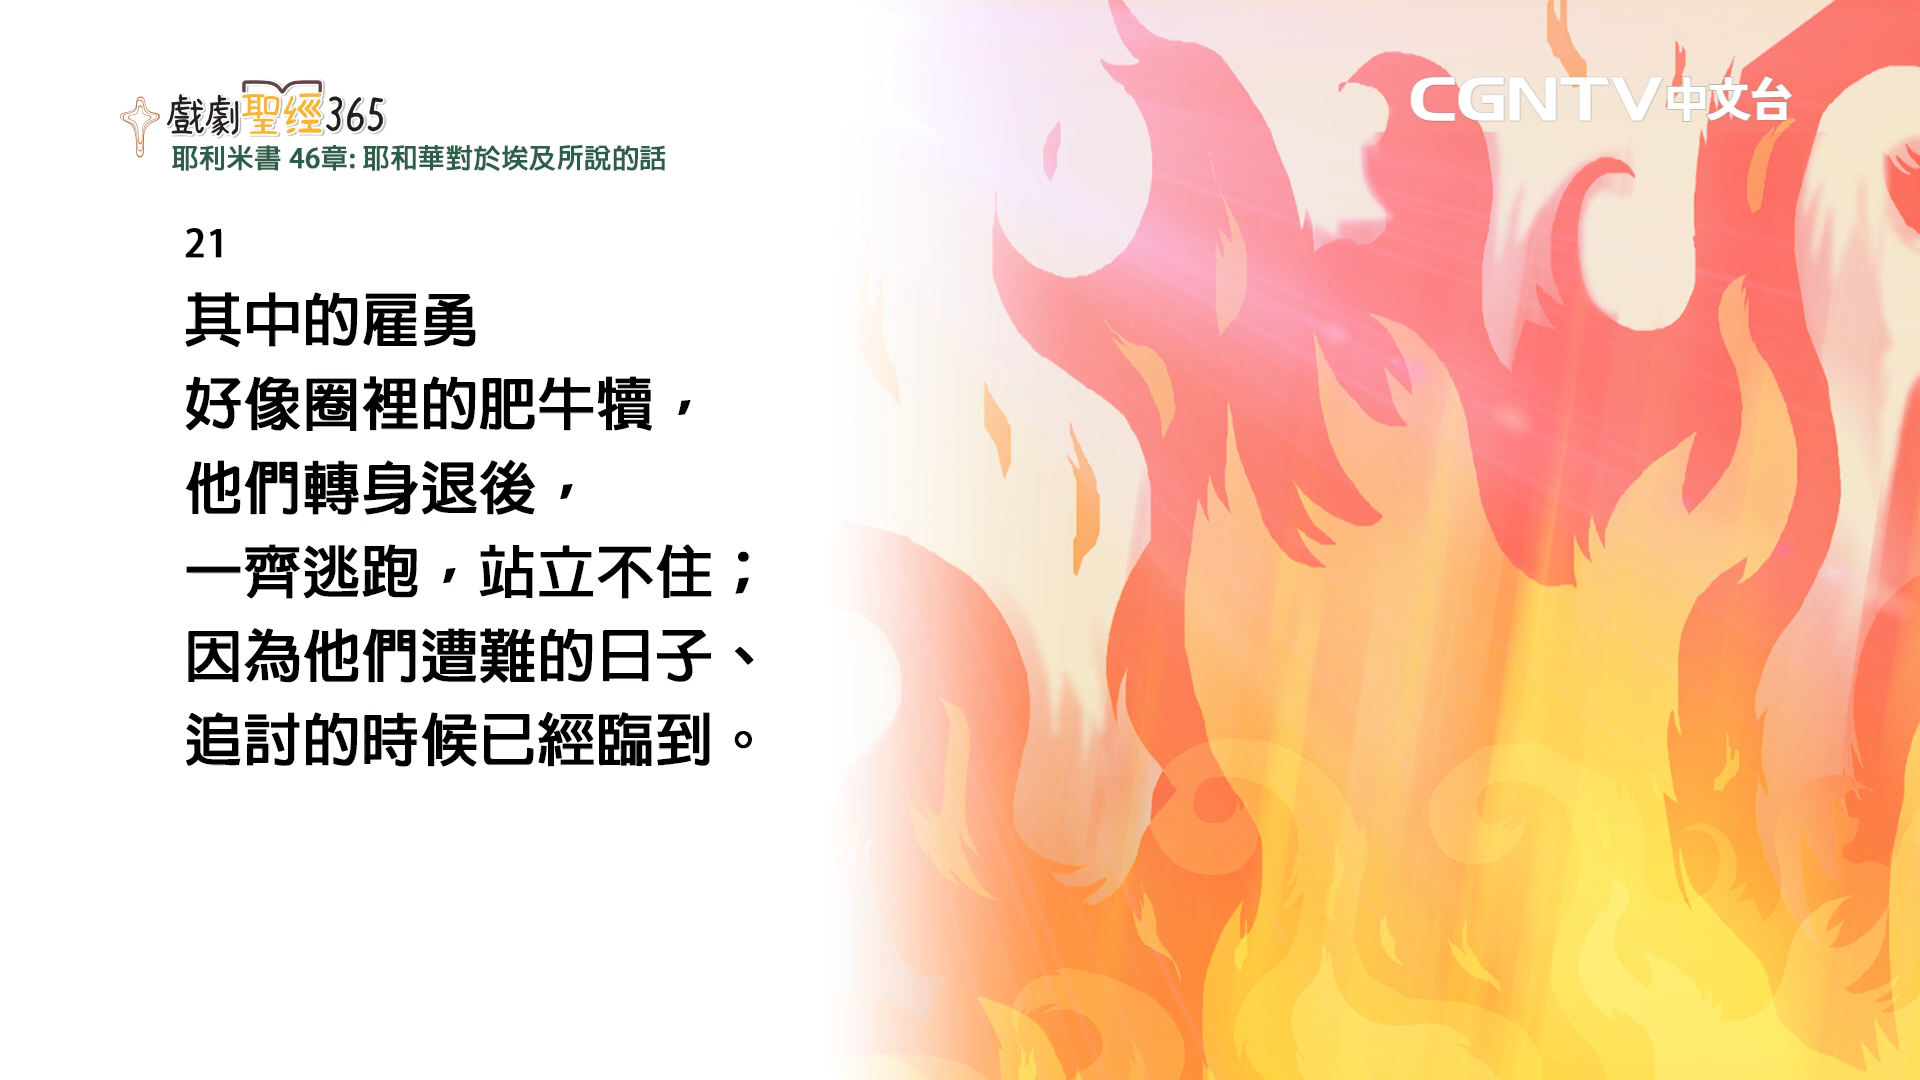 戲劇聖經365
CGNTV中文台
耶利米書 46章: 耶和華對於埃及所說的話
21
其中的雇勇
好像圈裡的肥牛犢，
他們轉身退後，
一齊逃跑，站立不住；
因為他們遭難的日子、
追討的時候已經臨到。